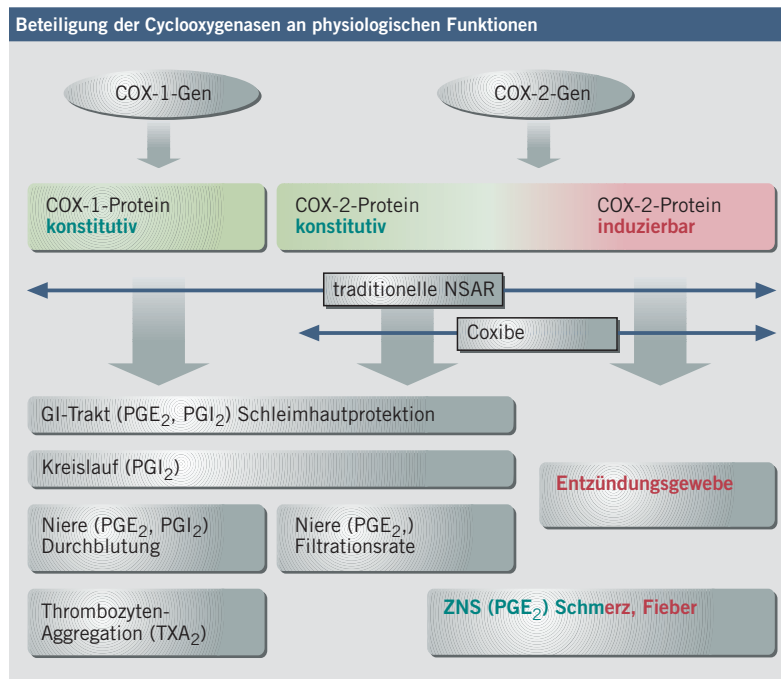 Beteiligung der Cyclooxygenasen an physiologischen Funktionen
COX-1-Gen
COX-2-Gen
COX-1-Protein
konstitutiv
COX-2-Protein
konstitutiv
COX-2-Protein
induzierbar
traditionelle NSAR
Coxibe
GI-Trakt (PGE₂, PGI₂) Schleimhautprotektion
Kreislauf (PGI₂)
Entzündungsgewebe
Niere (PGE₂, PGI₂)
Durchblutung
Niere (PGE₂,)
Filtrationsrate
Thrombozyten-
Aggregation (TXA₂)
ZNS (PGE₂) Schmerz, Fieber